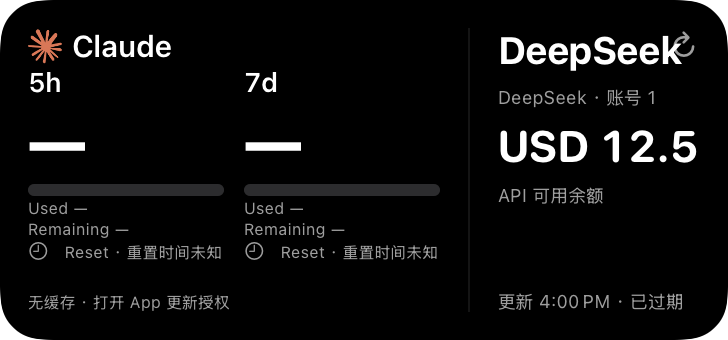 Claude
5h
—
Used —
Remaining —
Reset · 重置时间未知
7d
—
Used —
Remaining —
Reset · 重置时间未知
无缓存 · 打开 App 更新授权
DeepSeek
DeepSeek · 账号 1
USD 12.5
API 可用余额
更新 4:00 PM · 已过期